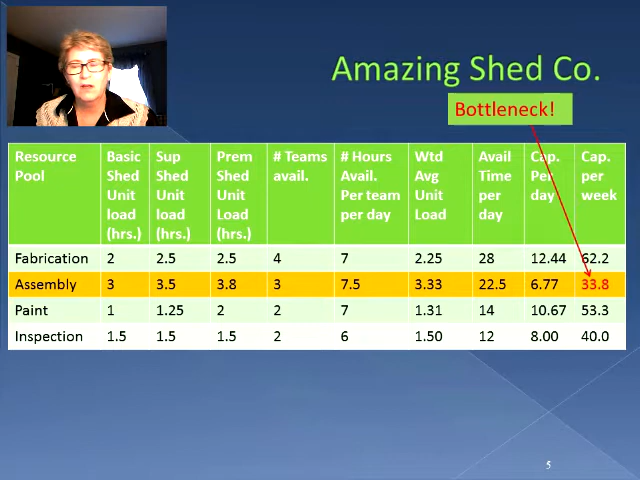 Amazing Shed Co.
Bottleneck!
Resource Pool Basic Shed Unit load (hrs.) Sup Shed Unit load (hrs.) Prem Shed Unit Load (hrs.) # Teams avail. # Hours Avail. Per team per day Wtd Avg Unit Load Avail Time per day Cap. Per day Cap. per week
Fabrication 2 2.5 2.5 4 7 2.25 28 12.44 62.2
Assembly 3 3.5 3.8 3 7.5 3.33 22.5 6.77 33.8
Paint 1 1.25 2 2 7 1.31 14 10.67 53.3
Inspection 1.5 1.5 1.5 2 6 1.50 12 8.00 40.0
5